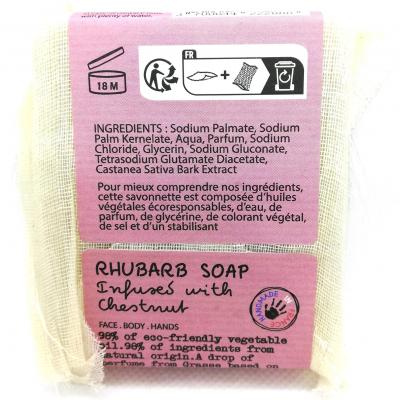 with plenty of water.
18 M
FR
+
INGREDIENTS : Sodium Palmate, Sodium
Palm Kernelate, Aqua, Parfum, Sodium
Chloride, Glycerin, Sodium Gluconate,
Tetrasodium Glutamate Diacetate,
Castanea Sativa Bark Extract
Pour mieux comprendre nos ingrédients,
cette savonnette est composée d'huiles
végétales écoresponsables, d'eau, de
parfum, de glycérine, de colorant végétal,
de sel et d'un stabilisant
RHUBARB SOAP
Infused with
chestnut
HANDMADE IN FRANCE
FACE . BODY . HANDS
98% of eco-friendly vegetable
oil.98% of ingredients from
natural origin.A drop of
perfume from Grasse based on